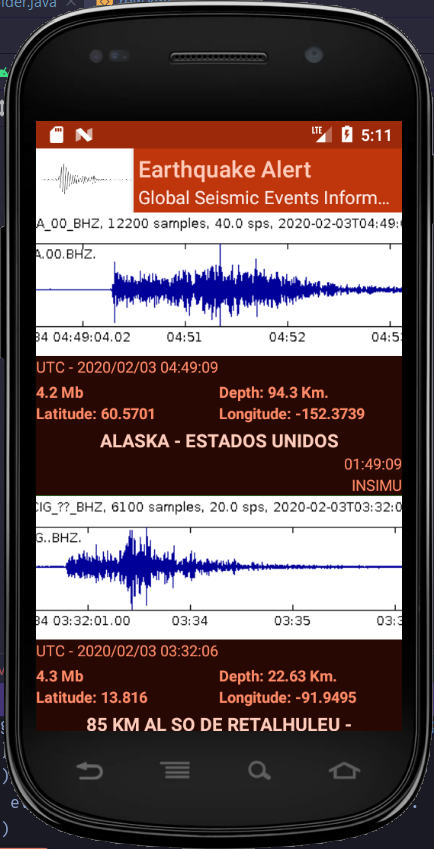 lder.java
LTE 5:11
Earthquake Alert
Global Seismic Events Inform...
A_00_BHZ, 12200 samples, 40.0 sps, 2020-02-03T04:49:
A.00.BHZ.
34 04:49:04.02 04:51 04:52 04:53
UTC - 2020/02/03 04:49:09
4.2 Mb Depth: 94.3 Km.
Latitude: 60.5701 Longitude: -152.3739
ALASKA - ESTADOS UNIDOS
01:49:09
INSIMU
CIG_??_BHZ, 6100 samples, 20.0 sps, 2020-02-03T03:32:0
G..BHZ.
34 03:32:01.00 03:34 03:35 03:3
UTC - 2020/02/03 03:32:06
4.3 Mb Depth: 22.63 Km.
Latitude: 13.816 Longitude: -91.9495
85 KM AL SO DE RETALHULEU -